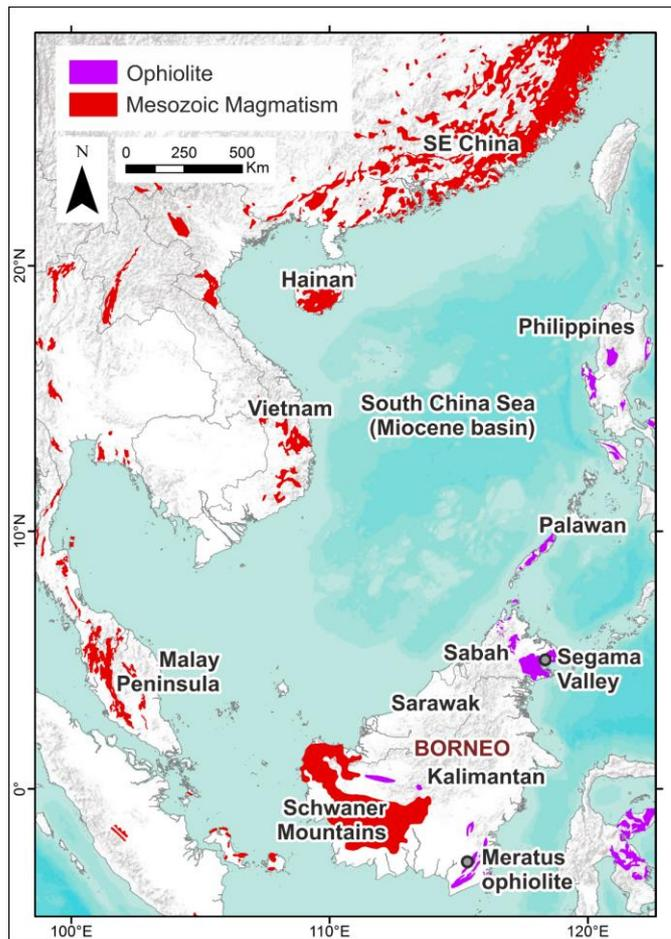 Ophiolite
Mesozoic Magmatism
N
0 250 500
Km
SE China
20°N
Hainan
Philippines
Vietnam
South China Sea
(Miocene basin)
10°N
Palawan
Malay
Peninsula
Sabah
Segama
Valley
Sarawak
BORNEO
Kalimantan
0°
Schwaner
Mountains
Meratus
ophiolite
100°E 110°E 120°E